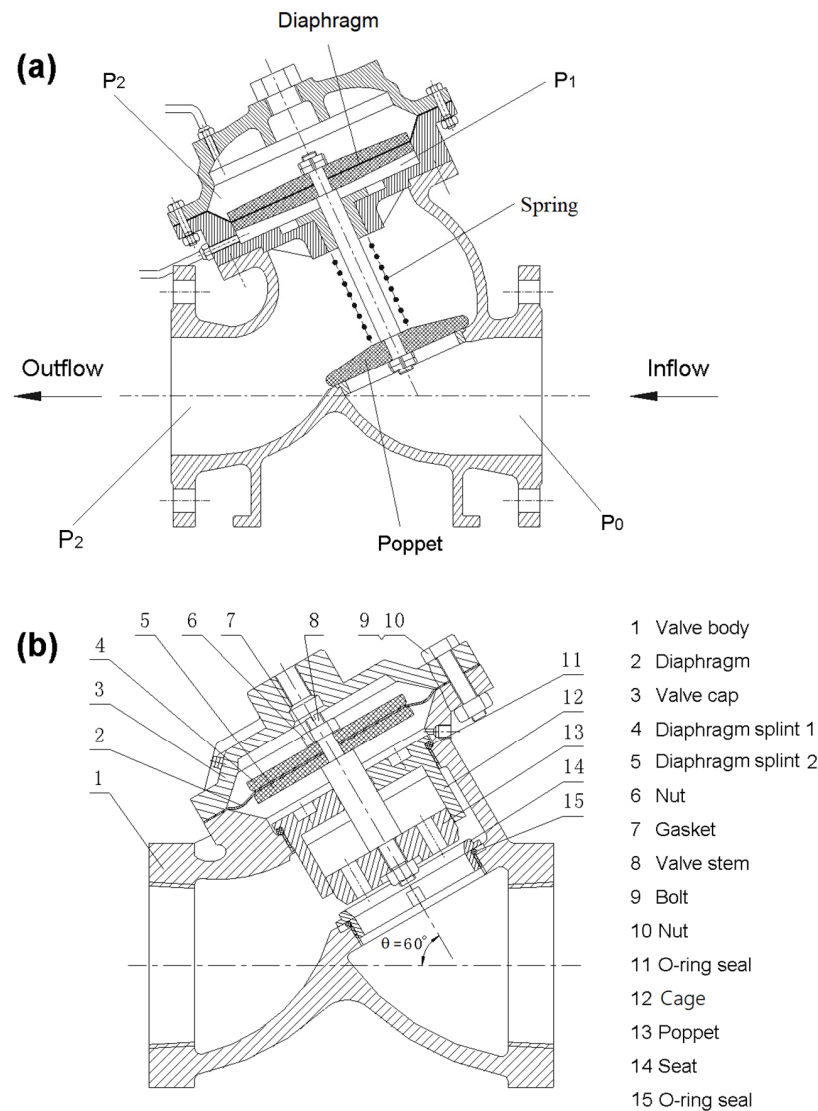 Diaphragm
(a)
P2
P1
Spring
Outflow
Inflow
P2
Poppet
P0
(b)
5 6 7 8 9 10
4
3
2
1
11
12
13
14
15
θ=60°
1 Valve body
2 Diaphragm
3 Valve cap
4 Diaphragm splint 1
5 Diaphragm splint 2
6 Nut
7 Gasket
8 Valve stem
9 Bolt
10 Nut
11 O-ring seal
12 Cage
13 Poppet
14 Seat
15 O-ring seal